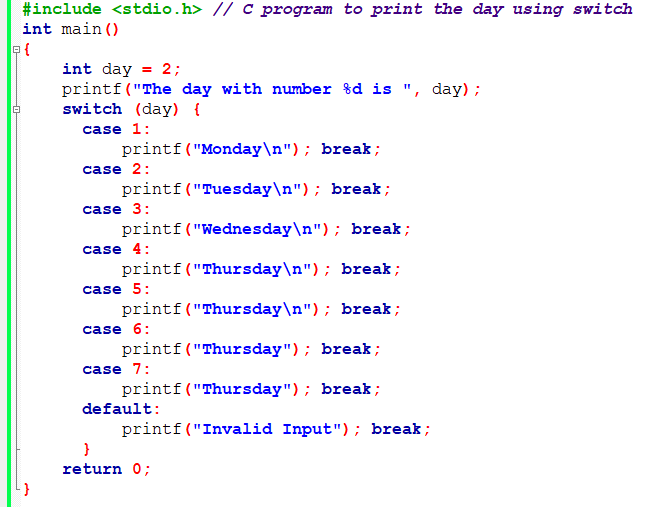 #include <stdio.h> // C program to print the day using switch
int main()
{
    int day = 2;
    printf("The day with number %d is ", day);
    switch (day) {
      case 1:
          printf("Monday\n"); break;
      case 2:
          printf("Tuesday\n"); break;
      case 3:
          printf("Wednesday\n"); break;
      case 4:
          printf("Thursday\n"); break;
      case 5:
          printf("Thursday\n"); break;
      case 6:
          printf("Thursday"); break;
      case 7:
          printf("Thursday"); break;
      default:
          printf("Invalid Input"); break;
      }
    return 0;
}